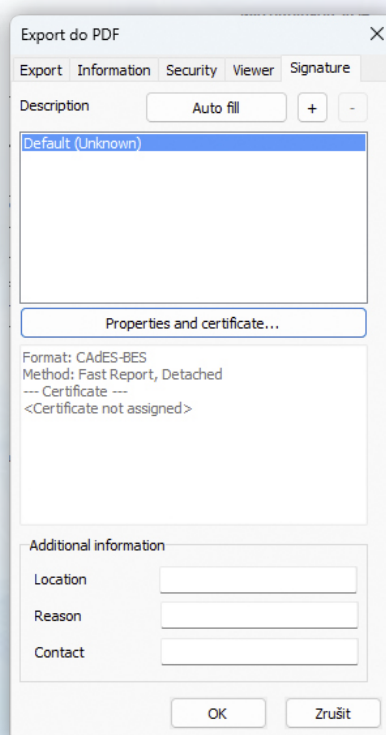 Export do PDF
Export Information Security Viewer Signature
Description Auto fill + -
Default (Unknown)
Properties and certificate...
Format: CAdES-BES
Method: Fast Report, Detached
--- Certificate ---
<Certificate not assigned>
Additional information
Location
Reason
Contact
OK Zrušit